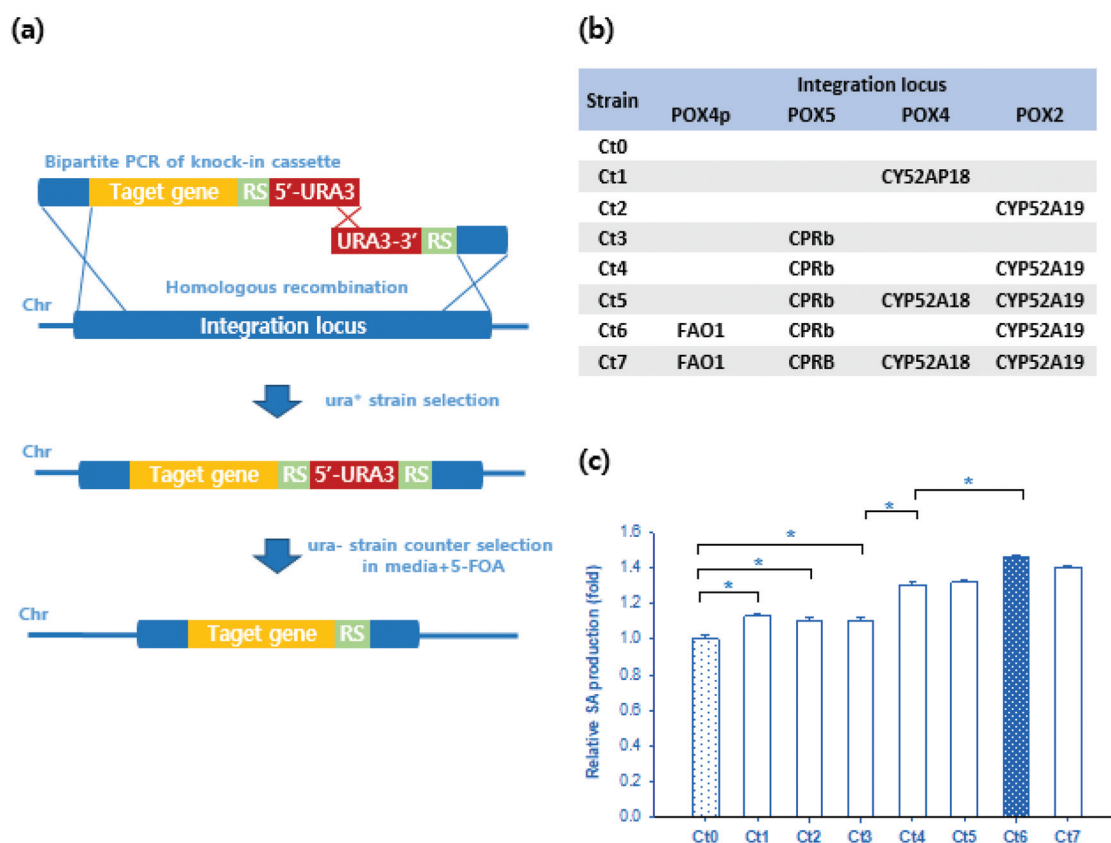 (a)
Bipartite PCR of knock-in cassette
Taget gene RS 5’-URA3
URA3-3’ RS
Homologous recombination
Chr
Integration locus
ura⁺ strain selection
Chr
Taget gene RS 5’-URA3 RS
ura- strain counter selection
in media+5-FOA
Chr
Taget gene RS
(b)
Strain Integration locus
POX4p POX5 POX4 POX2
Ct0
Ct1 CY52AP18
Ct2 CYP52A19
Ct3 CPRb
Ct4 CPRb CYP52A19
Ct5 CPRb CYP52A18 CYP52A19
Ct6 FAO1 CPRb CYP52A19
Ct7 FAO1 CPRB CYP52A18 CYP52A19
(c)
Relative SA production (fold)
1.6
1.4
1.2
1.0
0.8
0.6
0.4
0.2
0.0
* * * * *
Ct0 Ct1 Ct2 Ct3 Ct4 Ct5 Ct6 Ct7